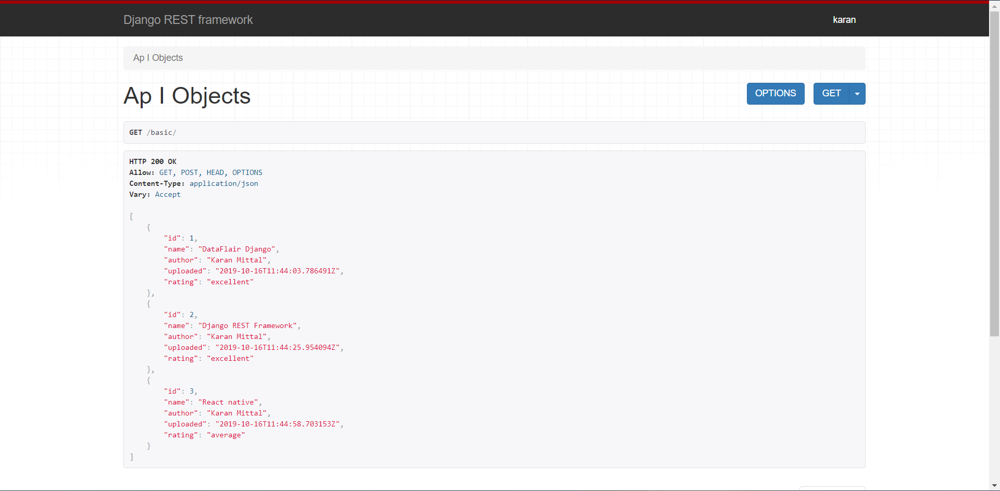 Django REST framework
karan
Ap I Objects
Ap I Objects
OPTIONS
GET
GET /basic/
HTTP 200 OK
Allow: GET, POST, HEAD, OPTIONS
Content-Type: application/json
Vary: Accept
[
    {
        "id": 1,
        "name": "DataFlair Django",
        "author": "Karan Mittal",
        "uploaded": "2019-10-16T11:44:03.786491Z",
        "rating": "excellent"
    },
    {
        "id": 2,
        "name": "Django REST Framework",
        "author": "Karan Mittal",
        "uploaded": "2019-10-16T11:44:25.954094Z",
        "rating": "excellent"
    },
    {
        "id": 3,
        "name": "React native",
        "author": "Karan Mittal",
        "uploaded": "2019-10-16T11:44:58.703153Z",
        "rating": "average"
    }
]